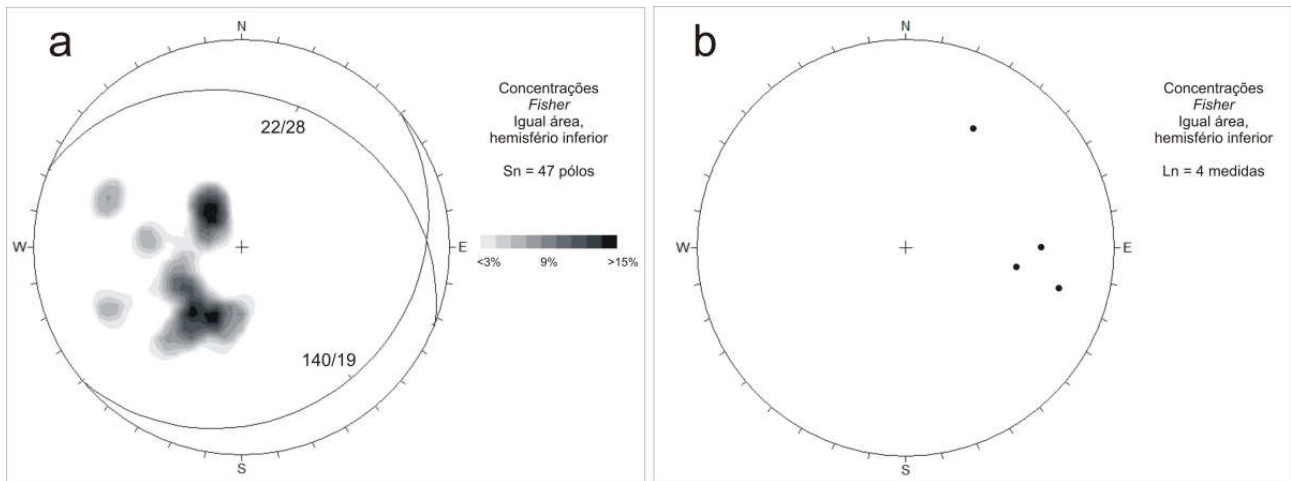 a
N
W
E
S
22/28
140/19
Concentrações
Fisher
Igual área,
hemisfério inferior
Sn = 47 pólos
<3%
9%
>15%
b
N
W
E
S
Concentrações
Fisher
Igual área,
hemisfério inferior
Ln = 4 medidas